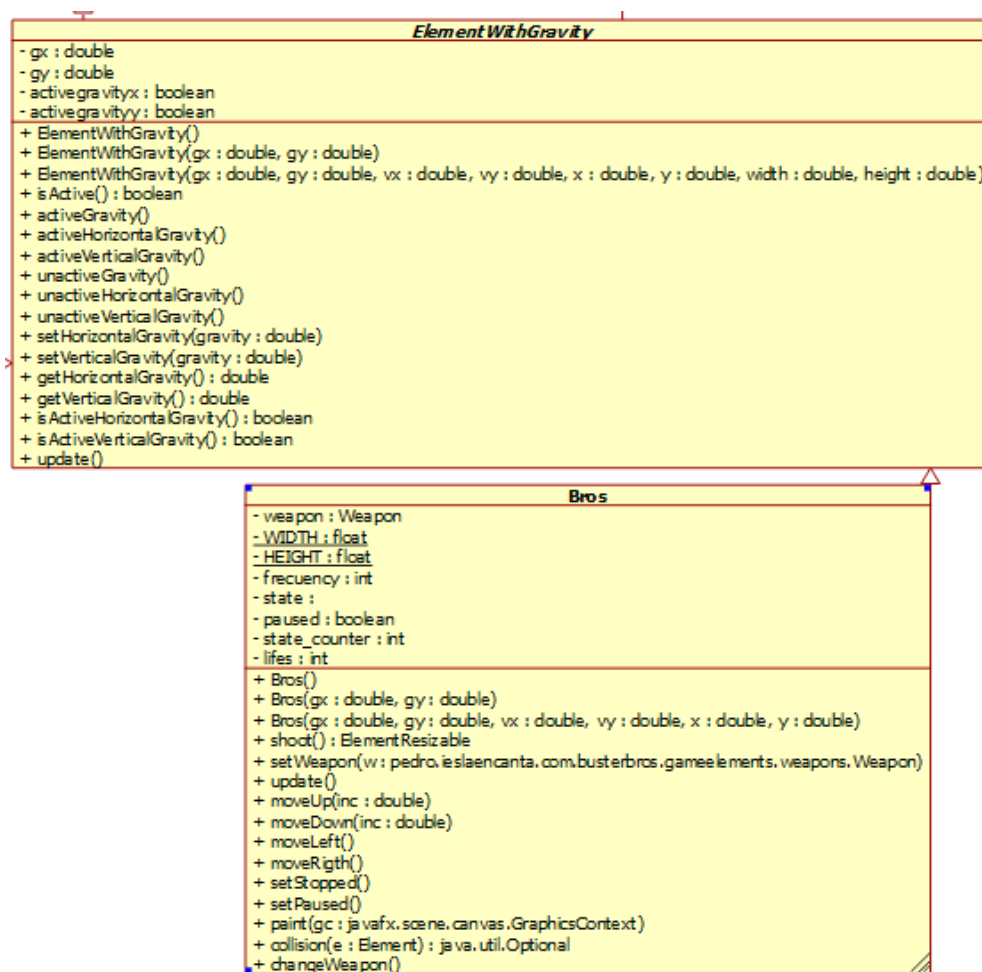 ElementWithGravity
- gx : double
- gy : double
- activegravityx : boolean
- activegravityy : boolean
+ ElementWithGravity()
+ ElementWithGravity(gx : double, gy : double)
+ ElementWithGravity(gx : double, gy : double, vx : double, vy : double, x : double, y : double, width : double, height : double)
+ isActive() : boolean
+ activeGravity()
+ activeHorizontalGravity()
+ activeVerticalGravity()
+ unactiveGravity()
+ unactiveHorizontalGravity()
+ unactiveVerticalGravity()
+ setHorizontalGravity(gravity : double)
+ setVerticalGravity(gravity : double)
+ getHorizontalGravity() : double
+ getVerticalGravity() : double
+ isActiveHorizontalGravity() : boolean
+ isActiveVerticalGravity() : boolean
+ update()
Bros
- weapon : Weapon
- WIDTH : float
- HEIGHT : float
- frecuency : int
- state :
- paused : boolean
- state_counter : int
- lifes : int
+ Bros()
+ Bros(gx : double, gy : double)
+ Bros(gx : double, gy : double, vx : double, vy : double, x : double, y : double)
+ shoot() : ElementResizable
+ setWeapon(w : pedro.ieslaencanta.com.busterbros.gameelements.weapons.Weapon)
+ update()
+ moveUp(inc : double)
+ moveDown(inc : double)
+ moveLeft()
+ moveRigth()
+ setStopped()
+ setPaused()
+ paint(gc : javafx.scene.canvas.GraphicsContext)
+ collision(e : Element) : java.util.Optional
+ changeWeapon()